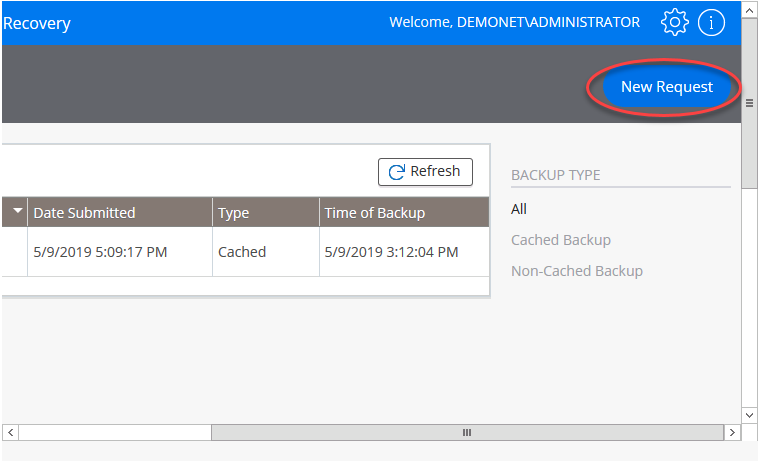 Recovery
Welcome, DEMONET\ADMINISTRATOR
New Request
Refresh
BACKUP TYPE
Date Submitted Type Time of Backup
All
5/9/2019 5:09:17 PM Cached 5/9/2019 3:12:04 PM
Cached Backup
Non-Cached Backup